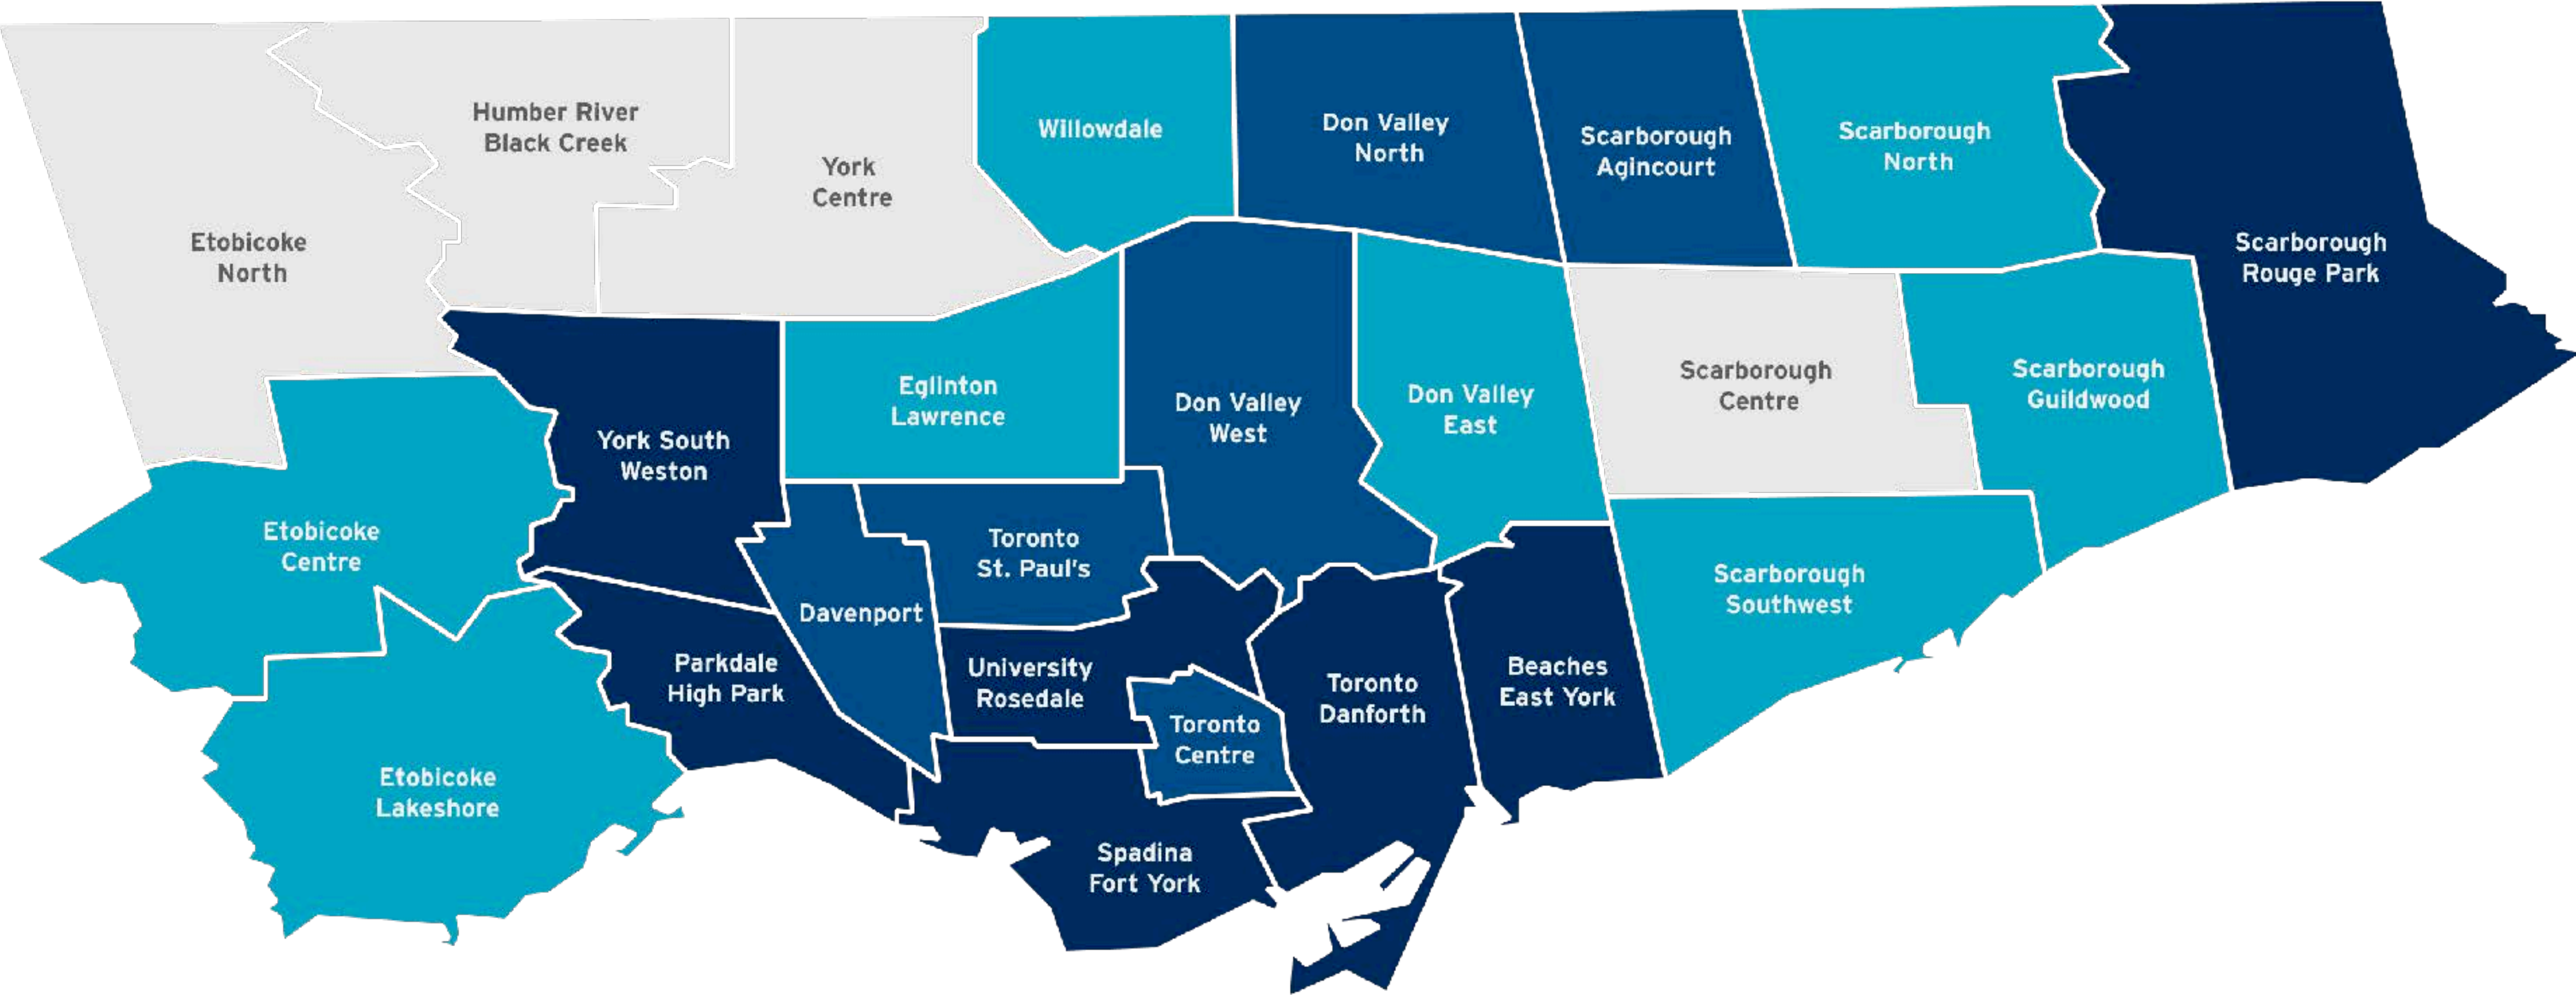 Humber River
Black Creek
York
Centre
Willowdale
Don Valley
North
Scarborough
Agincourt
Scarborough
North
Etobicoke
North
Scarborough
Rouge Park
Eglinton
Lawrence
Don Valley
West
Don Valley
East
Scarborough
Centre
Scarborough
Guildwood
York South
Weston
Etobicoke
Centre
Toronto
St. Paul's
Scarborough
Southwest
Davenport
Parkdale
High Park
University
Rosedale
Toronto
Centre
Toronto
Danforth
Beaches
East York
Etobicoke
Lakeshore
Spadina
Fort York